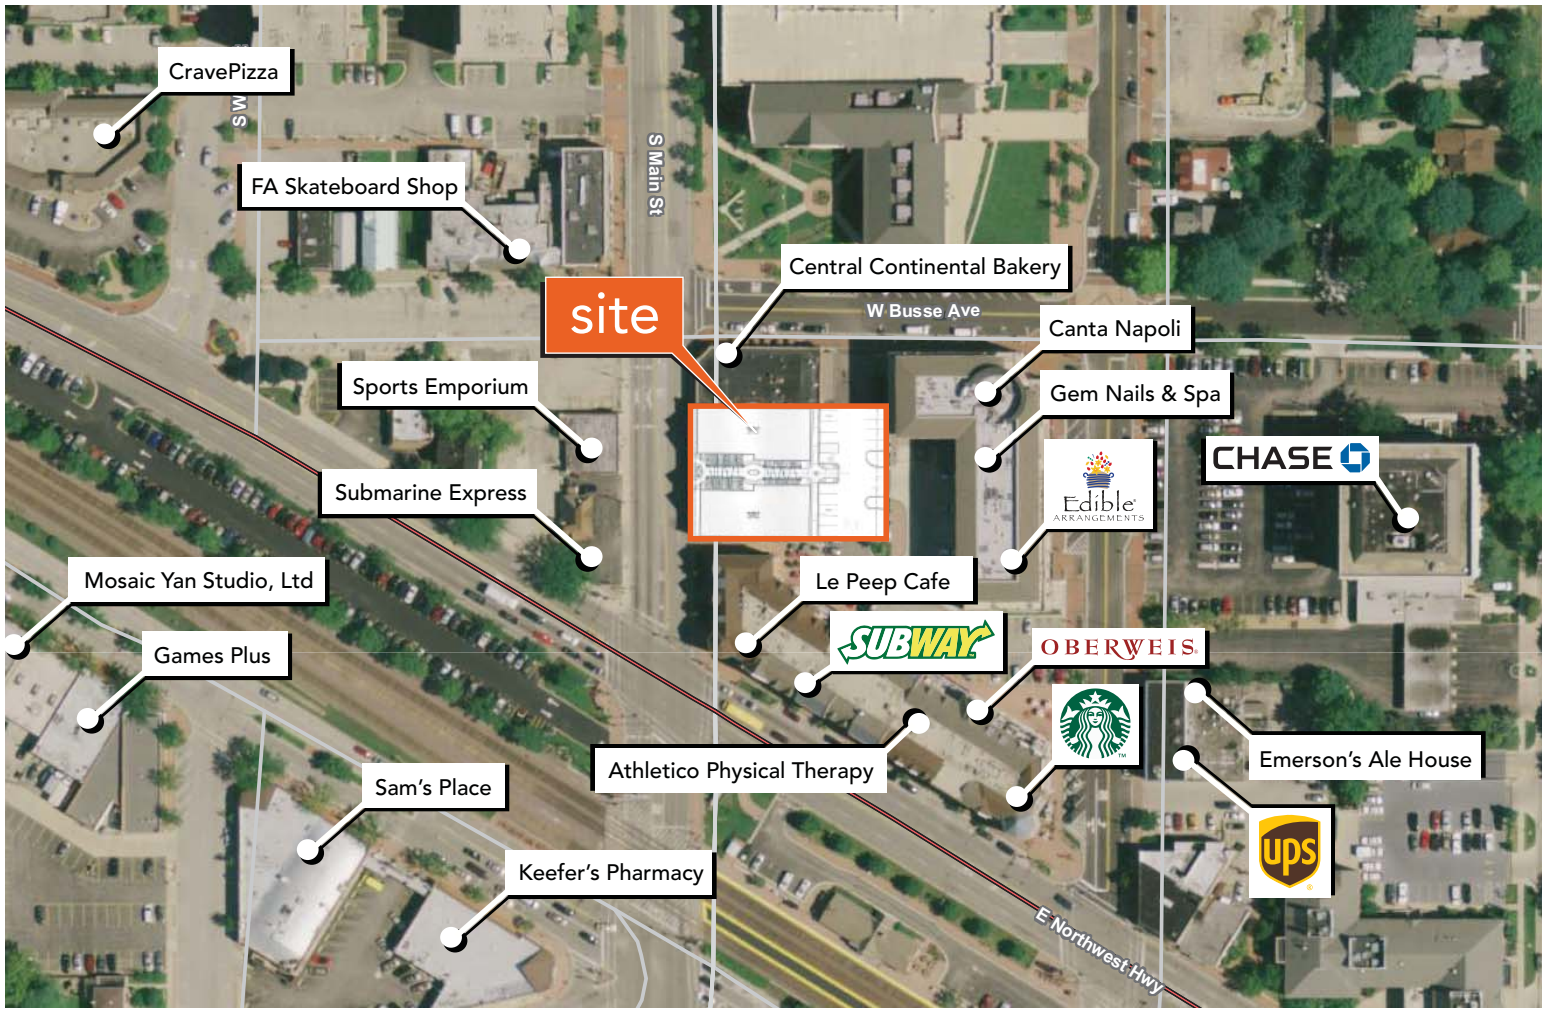 CravePizza
S W
S Main St
FA Skateboard Shop
Central Continental Bakery
W Busse Ave
site
Canta Napoli
Sports Emporium
Gem Nails & Spa
CHASE
Edible®
ARRANGEMENTS
Submarine Express
Mosaic Yan Studio, Ltd
Le Peep Cafe
SUBWAY
OBERWEIS®
Games Plus
TM
Emerson's Ale House
Athletico Physical Therapy
Sam's Place
ups
®
Keefer's Pharmacy
E Northwest Hwy